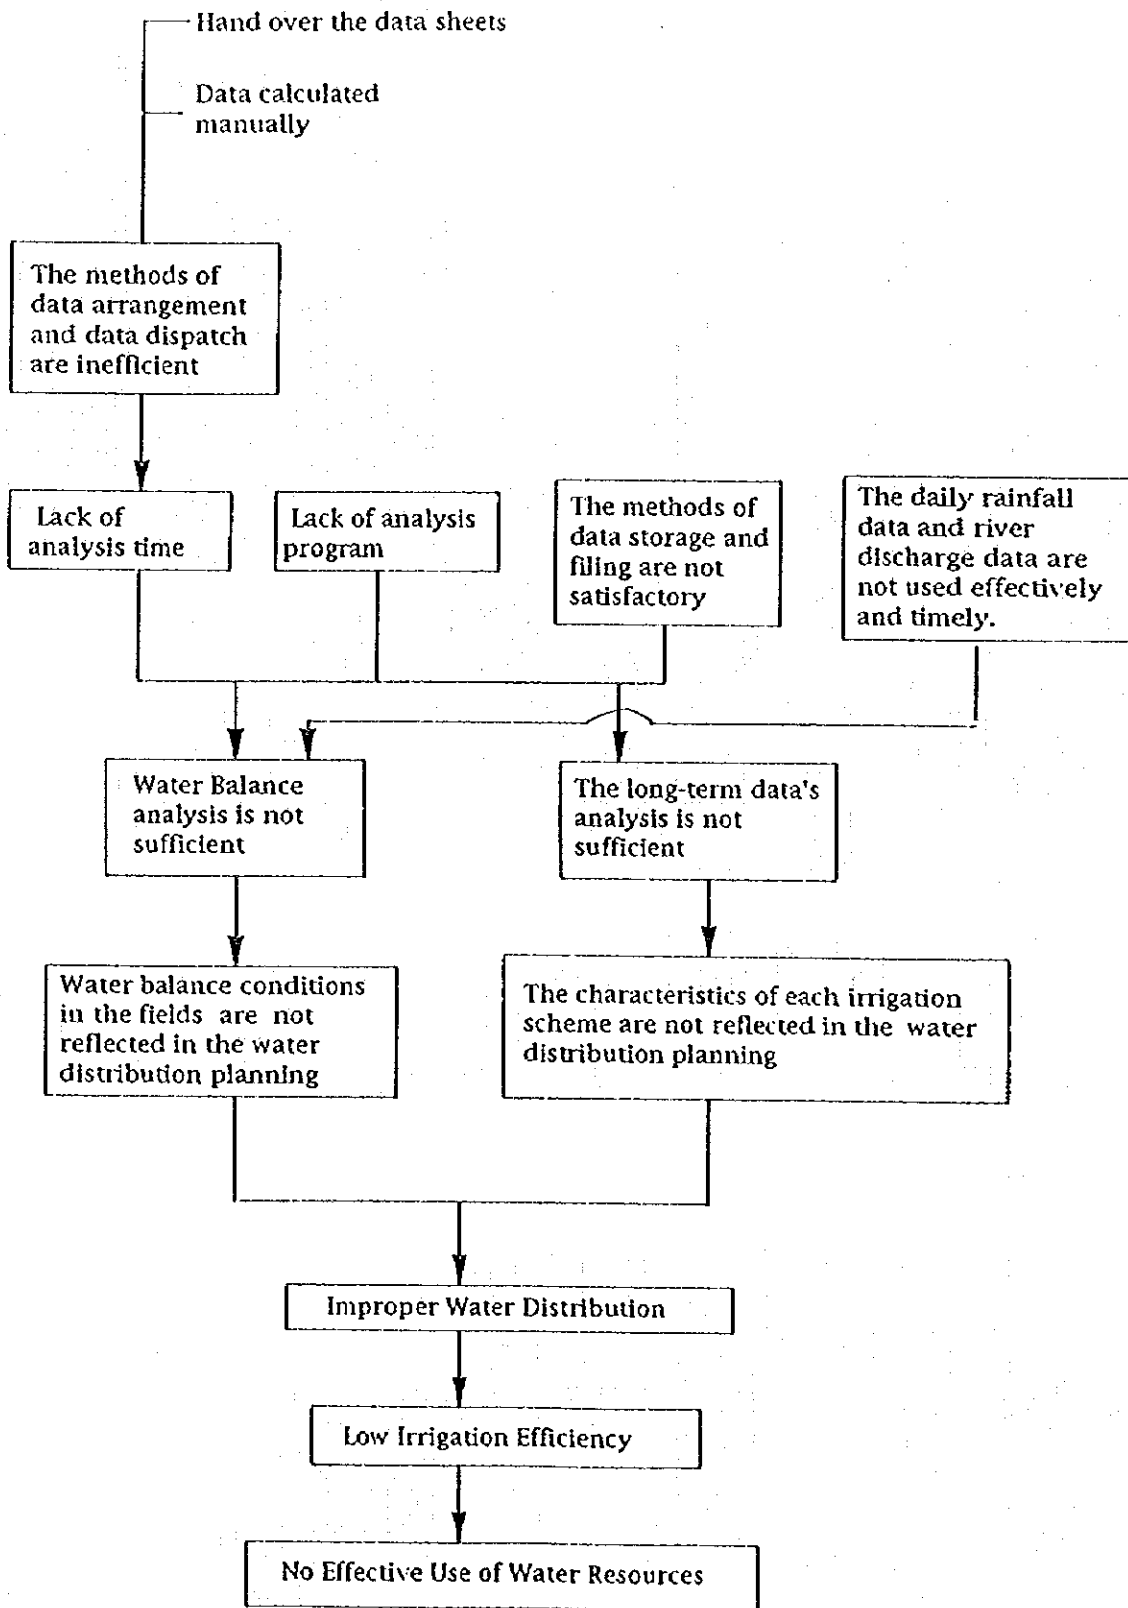 Hand over the data sheets
Data calculated
manually
The methods of
data arrangement
and data dispatch
are inefficient
Lack of
analysis time
Lack of analysis
program
The methods of
data storage and
filing are not
satisfactory
The daily rainfall
data and river
discharge data are
not used effectively
and timely.
Water Balance
analysis is not
sufficient
The long-term data's
analysis is not
sufficient
Water balance conditions
in the fields are not
reflected in the water
distribution planning
The characteristics of each irrigation
scheme are not reflected in the water
distribution planning
Improper Water Distribution
Low Irrigation Efficiency
No Effective Use of Water Resources